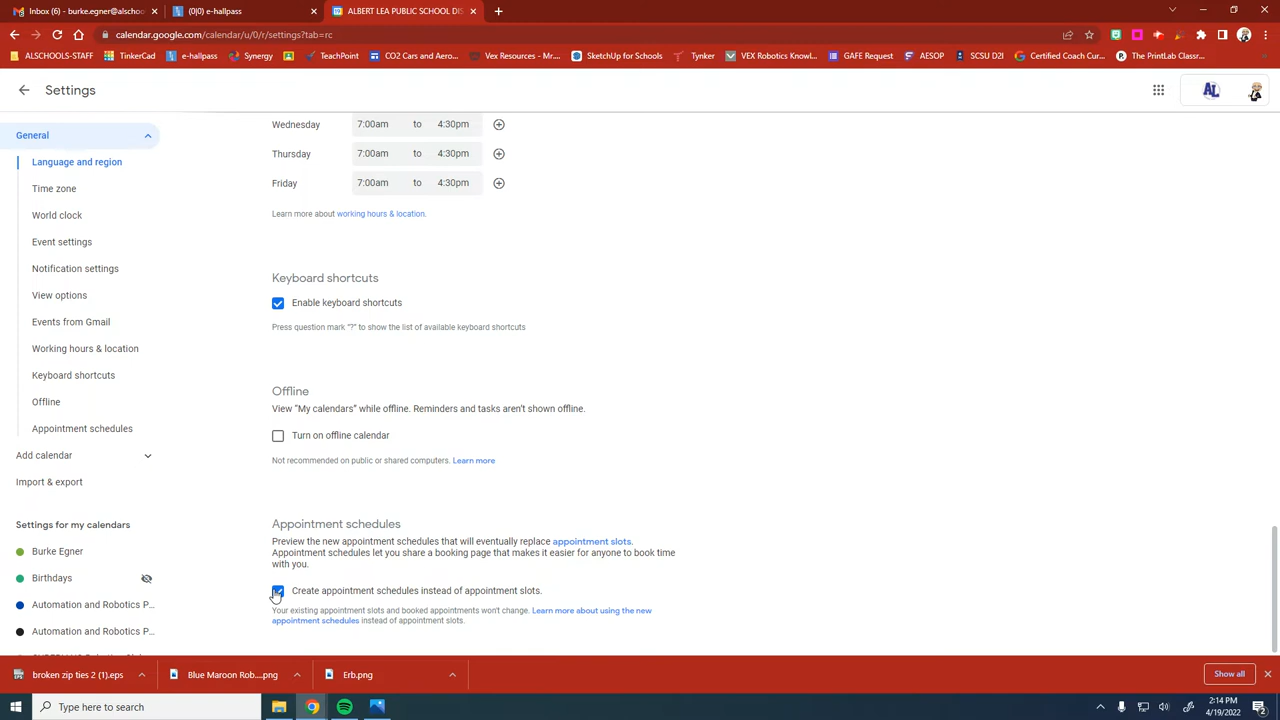 Inbox (6) - burke.egner@alschoo
(0) e-hallpass
ALBERT LEA PUBLIC SCHOOL DIS
calendar.google.com/calendar/u/0/r/settings?tab=rc
ALSCHOOLS-STAFF
TinkerCad
e-hallpass
Synergy
TeachPoint
CO2 Cars and Aero...
Vex Resources - Mr....
SketchUp for Schools
Tynker
VEX Robotics Knowl...
GAFE Request
AESOP
SCSU D2l
Certified Coach Cur...
The PrintLab Classr...
Settings
AL
General
Language and region
Time zone
World clock
Event settings
Notification settings
View options
Events from Gmail
Working hours & location
Keyboard shortcuts
Offline
Appointment schedules
Add calendar
Import & export
Settings for my calendars
Burke Egner
Birthdays
Automation and Robotics P...
Automation and Robotics P...
Wednesday 7:00am to 4:30pm
Thursday 7:00am to 4:30pm
Friday 7:00am to 4:30pm
Learn more about working hours & location.
Keyboard shortcuts
Enable keyboard shortcuts
Press question mark "?" to show the list of available keyboard shortcuts
Offline
View "My calendars" while offline. Reminders and tasks aren't shown offline.
Turn on offline calendar
Not recommended on public or shared computers. Learn more
Appointment schedules
Preview the new appointment schedules that will eventually replace appointment slots.
Appointment schedules let you share a booking page that makes it easier for anyone to book time
with you.
Create appointment schedules instead of appointment slots.
Your existing appointment slots and booked appointments won't change. Learn more about using the new
appointment schedules instead of appointment slots.
broken zip ties 2 (1).eps
Blue Maroon Rob....png
Erb.png
Show all
Type here to search
2:14 PM
4/19/2022
2